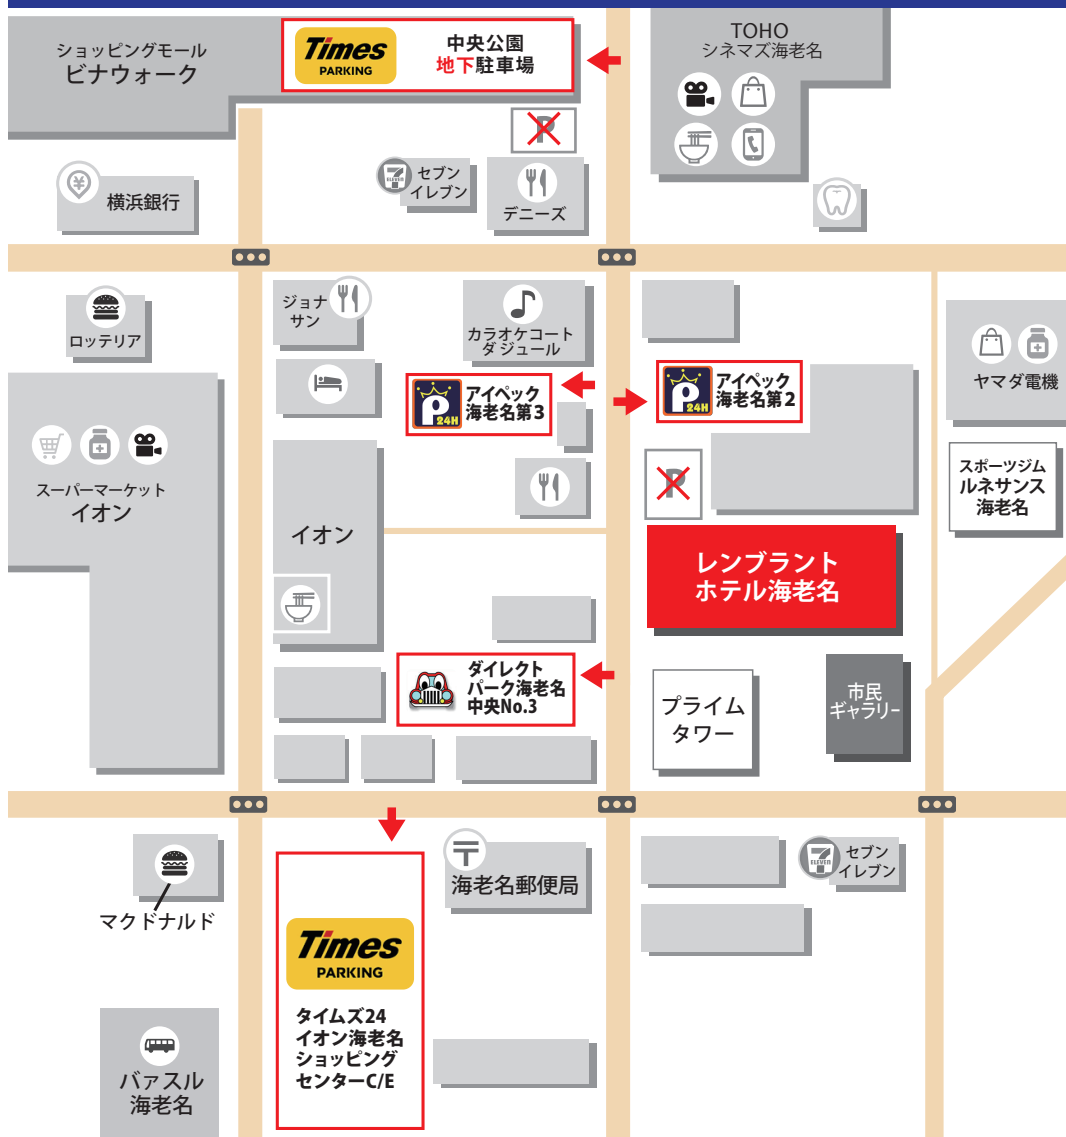 ショッピングモール
ビナウォーク
Times
PARKING
中央公園
地下駐車場
TOHO
シネマズ海老名
P
横浜銀行
7
ELEVEN
セブン
イレブン
デニーズ
ロッテリア
ジョナ
サン
カラオケコート
ダジュール
ヤマダ電機
P
24H
アイペック
海老名第3
P
24H
アイペック
海老名第2
スーパーマーケット
イオン
イオン
P
スポーツジム
ルネサンス
海老名
レンブラント
ホテル海老名
ダイレクト
パーク海老名
中央No.3
プライム
タワー
市民
ギャラリー
マクドナルド
〒
海老名郵便局
7
ELEVEN
セブン
イレブン
Times
PARKING
タイムズ24
イオン海老名
ショッピング
センターC/E
バァスル
海老名